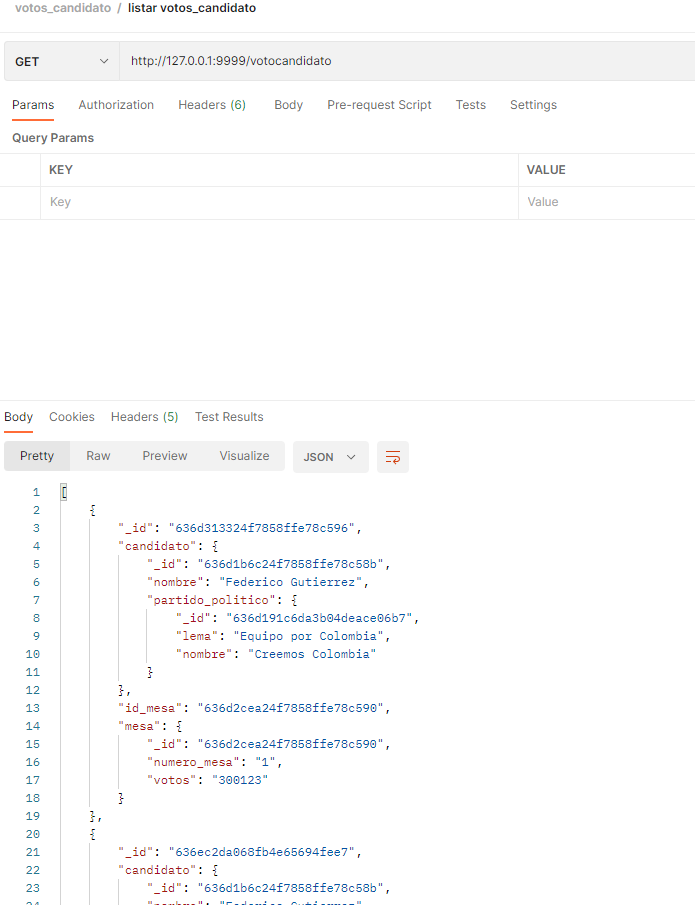 votos_candidato / listar votos_candidato
GET http://127.0.0.1:9999/votocandidato
Params Authorization Headers (6) Body Pre-request Script Tests Settings
Query Params
KEY VALUE
Key Value
Body Cookies Headers (5) Test Results
Pretty Raw Preview Visualize JSON
1 [
2 {
3 "_id": "636d313324f7858ffe78c596",
4 "candidato": {
5 "_id": "636d1b6c24f7858ffe78c58b",
6 "nombre": "Federico Gutierrez",
7 "partido_politico": {
8 "_id": "636d191c6da3b04deace06b7",
9 "lema": "Equipo por Colombia",
10 "nombre": "Creemos Colombia"
11 }
12 },
13 "id_mesa": "636d2cea24f7858ffe78c590",
14 "mesa": {
15 "_id": "636d2cea24f7858ffe78c590",
16 "numero_mesa": "1",
17 "votos": "300123"
18 }
19 },
20 {
21 "_id": "636ec2da068fb4e65694fee7",
22 "candidato": {
23 "_id": "636d1b6c24f7858ffe78c58b",